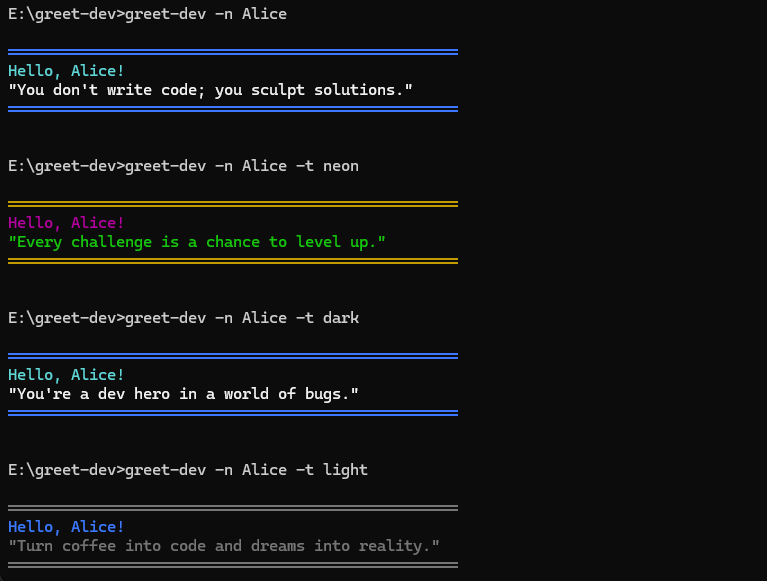 E:\greet-dev>greet-dev -n Alice
══════════════════════════════════════════════════
Hello, Alice!
"You don't write code; you sculpt solutions."
══════════════════════════════════════════════════
E:\greet-dev>greet-dev -n Alice -t neon
══════════════════════════════════════════════════
Hello, Alice!
"Every challenge is a chance to level up."
══════════════════════════════════════════════════
E:\greet-dev>greet-dev -n Alice -t dark
══════════════════════════════════════════════════
Hello, Alice!
"You're a dev hero in a world of bugs."
══════════════════════════════════════════════════
E:\greet-dev>greet-dev -n Alice -t light
══════════════════════════════════════════════════
Hello, Alice!
"Turn coffee into code and dreams into reality."
══════════════════════════════════════════════════